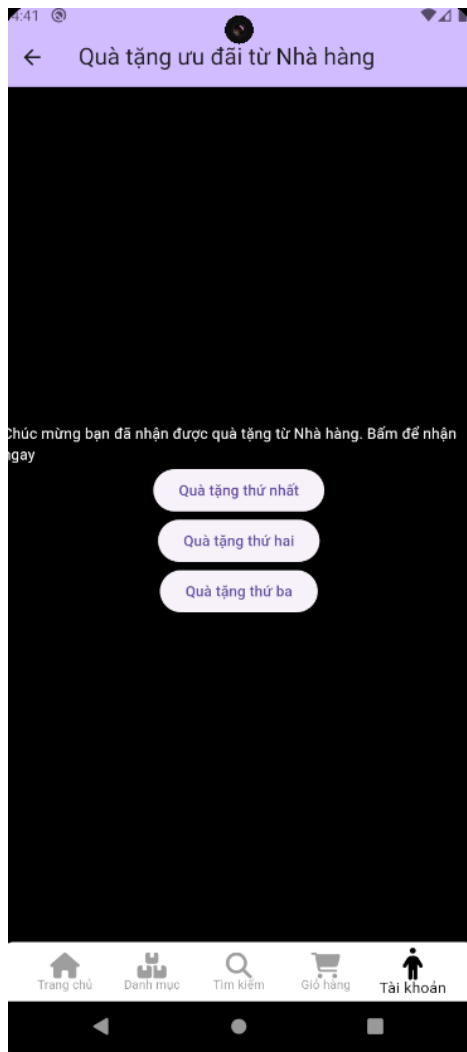 4:41
Quà tặng ưu đãi từ Nhà hàng
Chúc mừng bạn đã nhận được quà tặng từ Nhà hàng. Bấm để nhận
ngay
Quà tặng thứ nhất
Quà tặng thứ hai
Quà tặng thứ ba
Trang chủ
Danh mục
Tìm kiếm
Giỏ hàng
Tài khoản